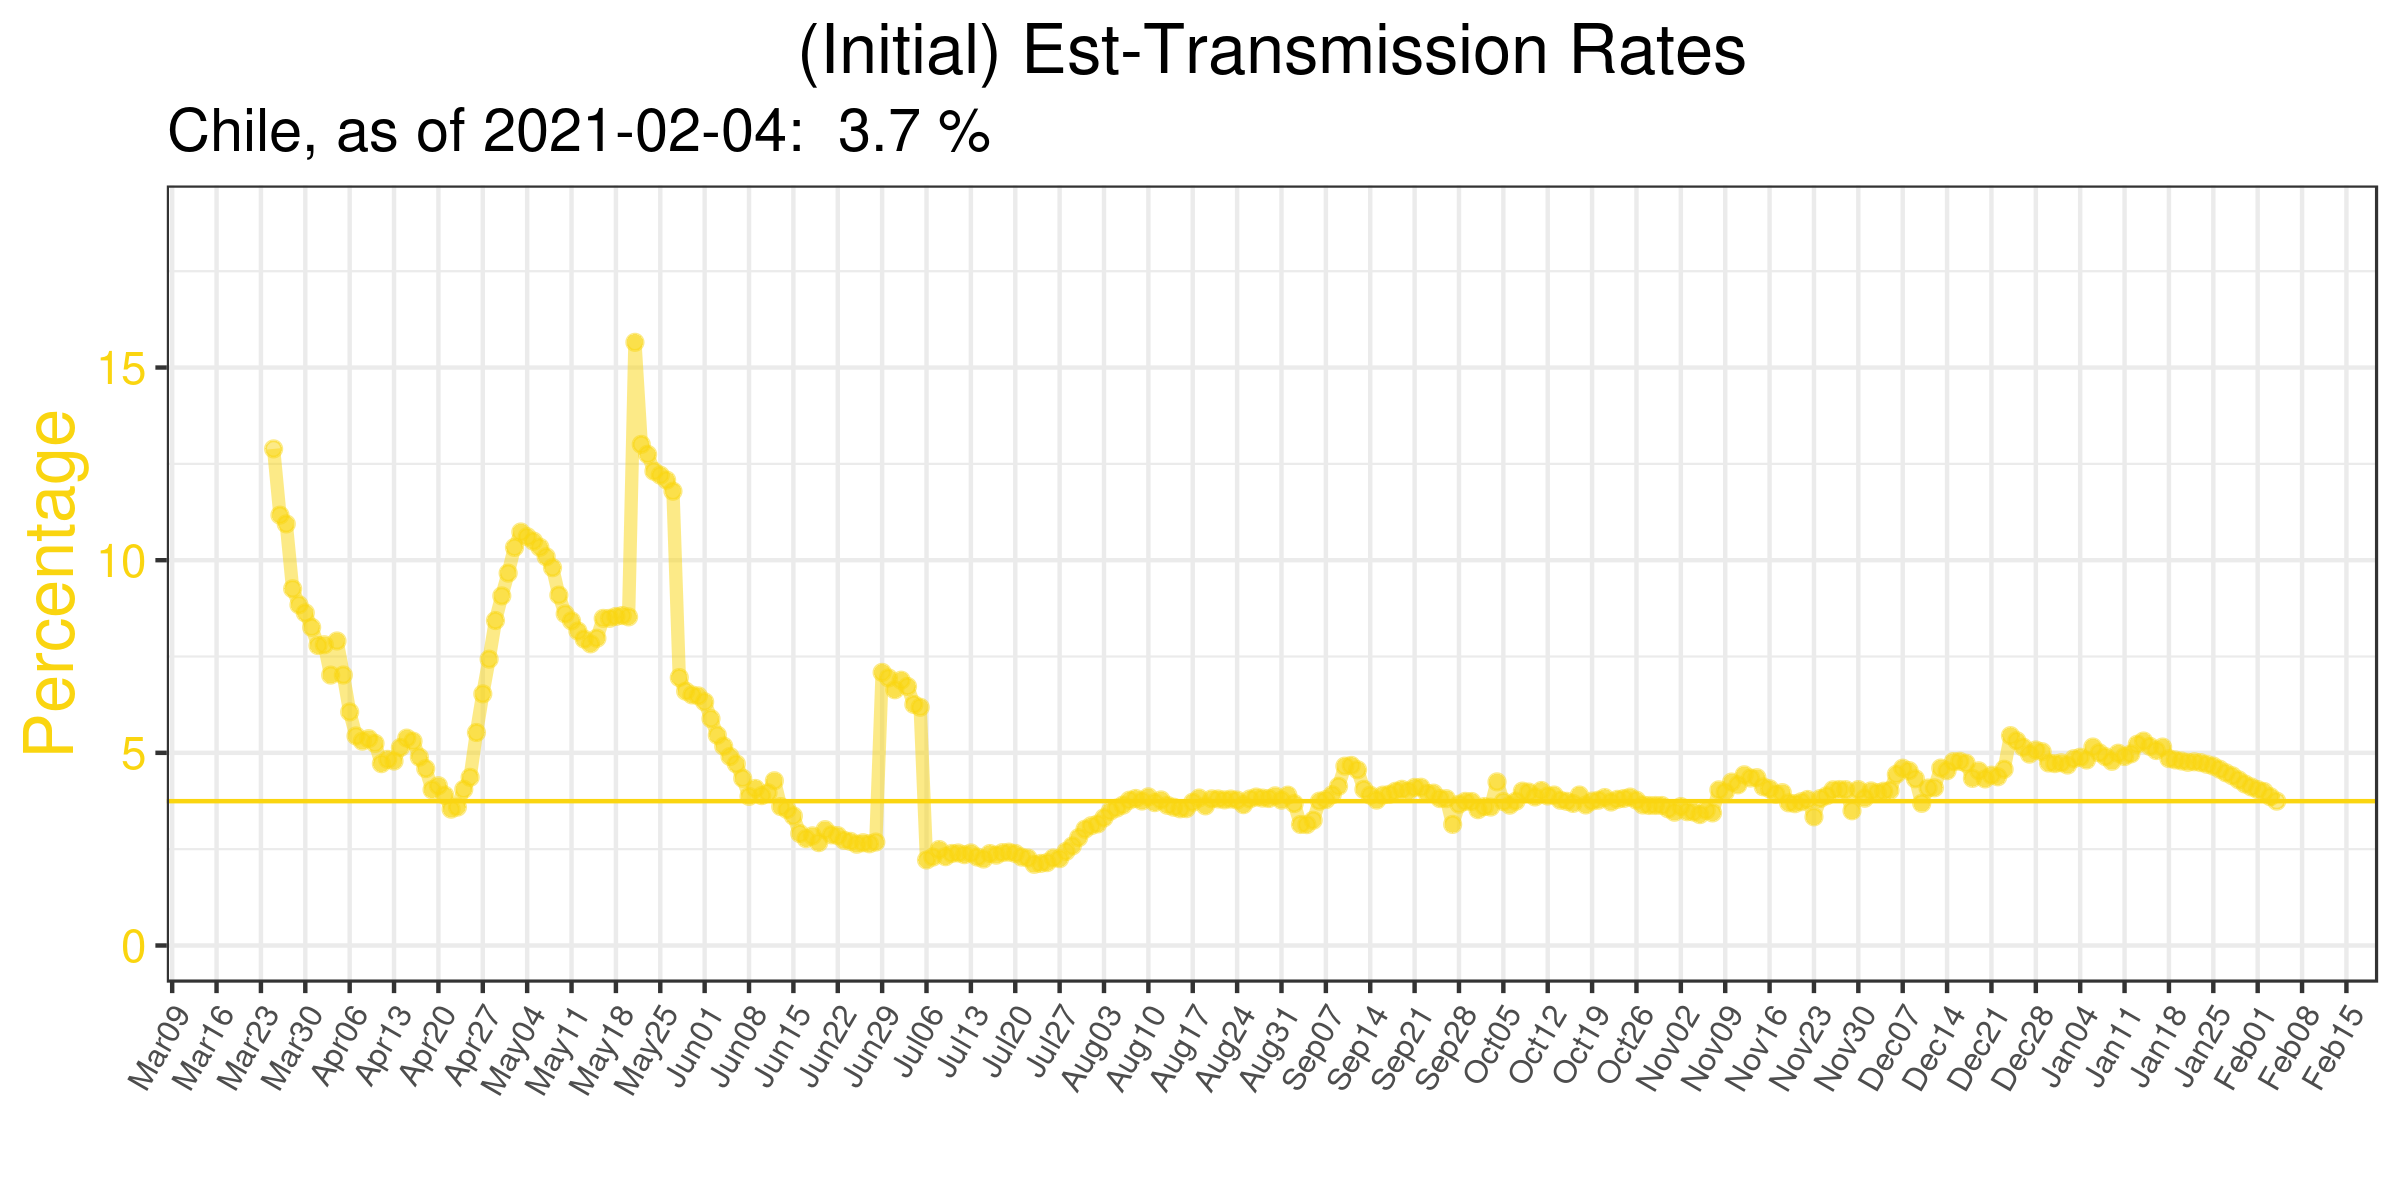 (Initial) Est-Transmission Rates
Chile, as of 2021-02-04:  3.7 %
Percentage
15
10
5
0
Mar09
Mar16
Mar23
Mar30
Apr06
Apr13
Apr20
Apr27
May04
May11
May18
May25
Jun01
Jun08
Jun15
Jun22
Jun29
Jul06
Jul13
Jul20
Jul27
Aug03
Aug10
Aug17
Aug24
Aug31
Sep07
Sep14
Sep21
Sep28
Oct05
Oct12
Oct19
Oct26
Nov02
Nov09
Nov16
Nov23
Nov30
Dec07
Dec14
Dec21
Dec28
Jan04
Jan11
Jan18
Jan25
Feb01
Feb08
Feb15